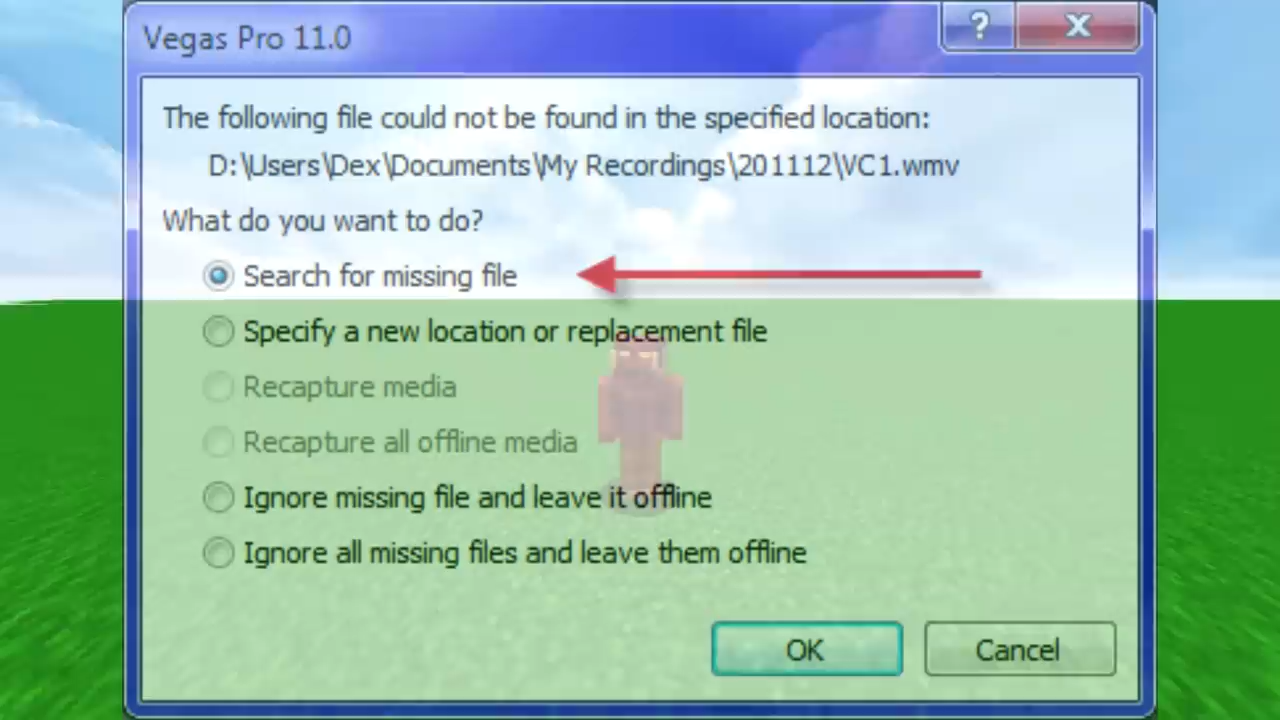 Vegas Pro 11.0
?
X
The following file could not be found in the specified location:
D:\Users\Dex\Documents\My Recordings\201112\VC1.wmv
What do you want to do?
Search for missing file
Specify a new location or replacement file
Recapture media
Recapture all offline media
Ignore missing file and leave it offline
Ignore all missing files and leave them offline
OK
Cancel